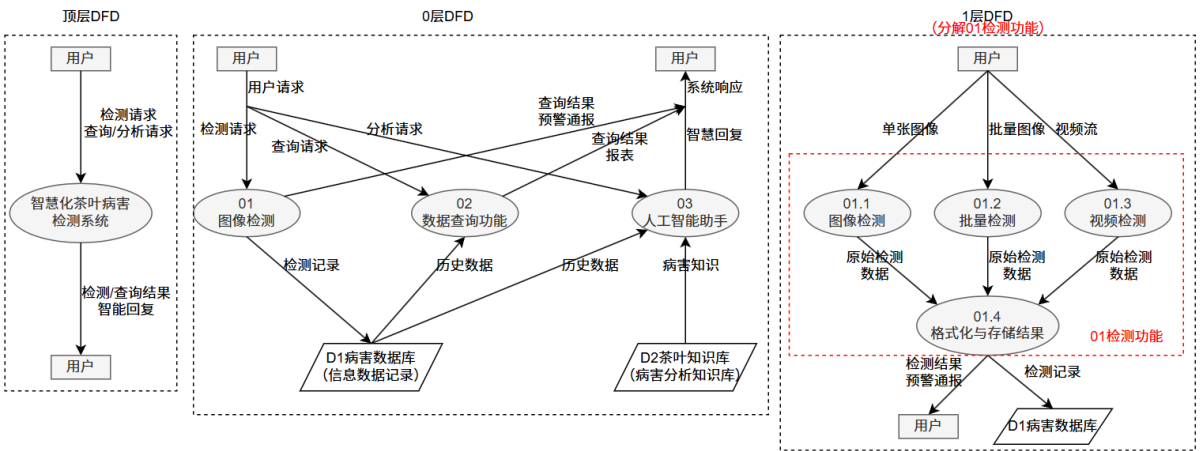 顶层DFD
用户
检测请求
查询/分析请求
智慧化茶叶病害
检测系统
检测/查询结果
智能回复
用户
0层DFD
用户
用户请求
用户
系统响应
检测请求
查询请求
分析请求
查询结果
预警通报
查询结果
报表
智慧回复
01
图像检测
02
数据查询功能
03
人工智能助手
检测记录
历史数据
历史数据
病害知识
D1病害数据库
(信息数据记录)
D2茶叶知识库
(病害分析知识库)
1层DFD
(分解01检测功能)
用户
单张图像
批量图像
视频流
01.1
图像检测
01.2
批量检测
01.3
视频检测
原始检测
数据
原始检测
数据
原始检测
数据
01.4
格式化与存储结果
01检测功能
检测结果
预警通报
检测记录
用户
D1病害数据库